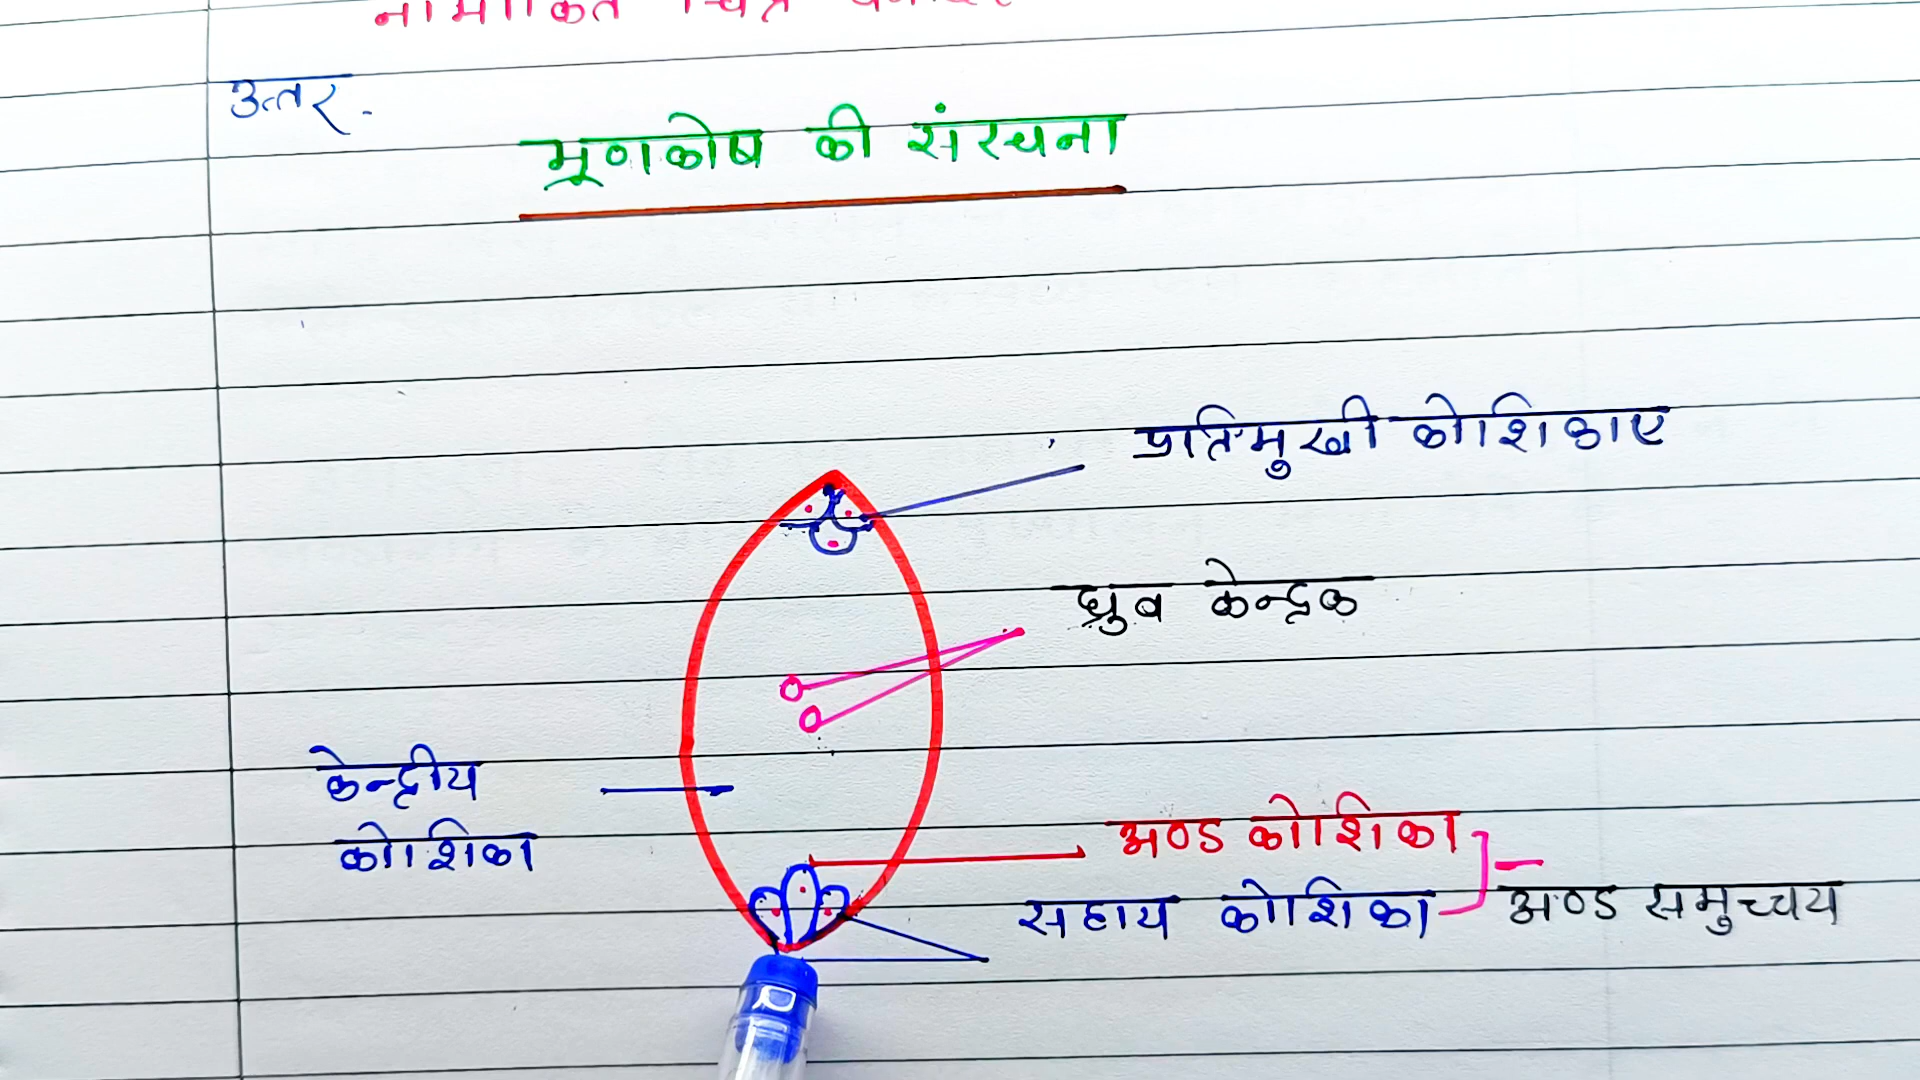 नामांकित चित्र
उत्तर.
भ्रूणकोष की संरचना
प्रतिमुखी कोशिकाए
ध्रुव केन्द्रक
केन्द्रीय
कोशिका
अण्ड कोशिका
सहाय कोशिका
अण्ड समुच्चय